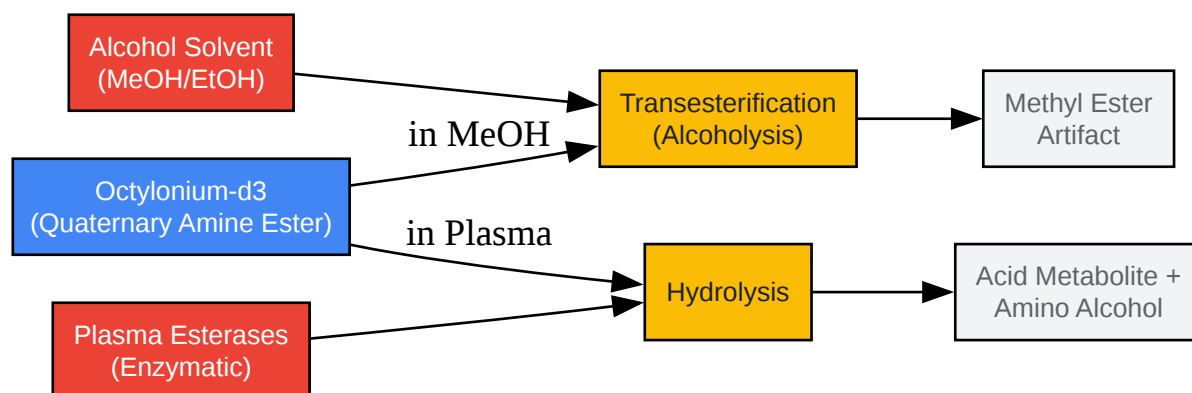 Alcohol Solvent
(MeOH/EtOH)
in MeOH
Transesterification
(Alcoholysis)
Methyl Ester
Artifact
Octylonium-d3
(Quaternary Amine Ester)
in Plasma
Hydrolysis
Acid Metabolite +
Amino Alcohol
Plasma Esterases
(Enzymatic)